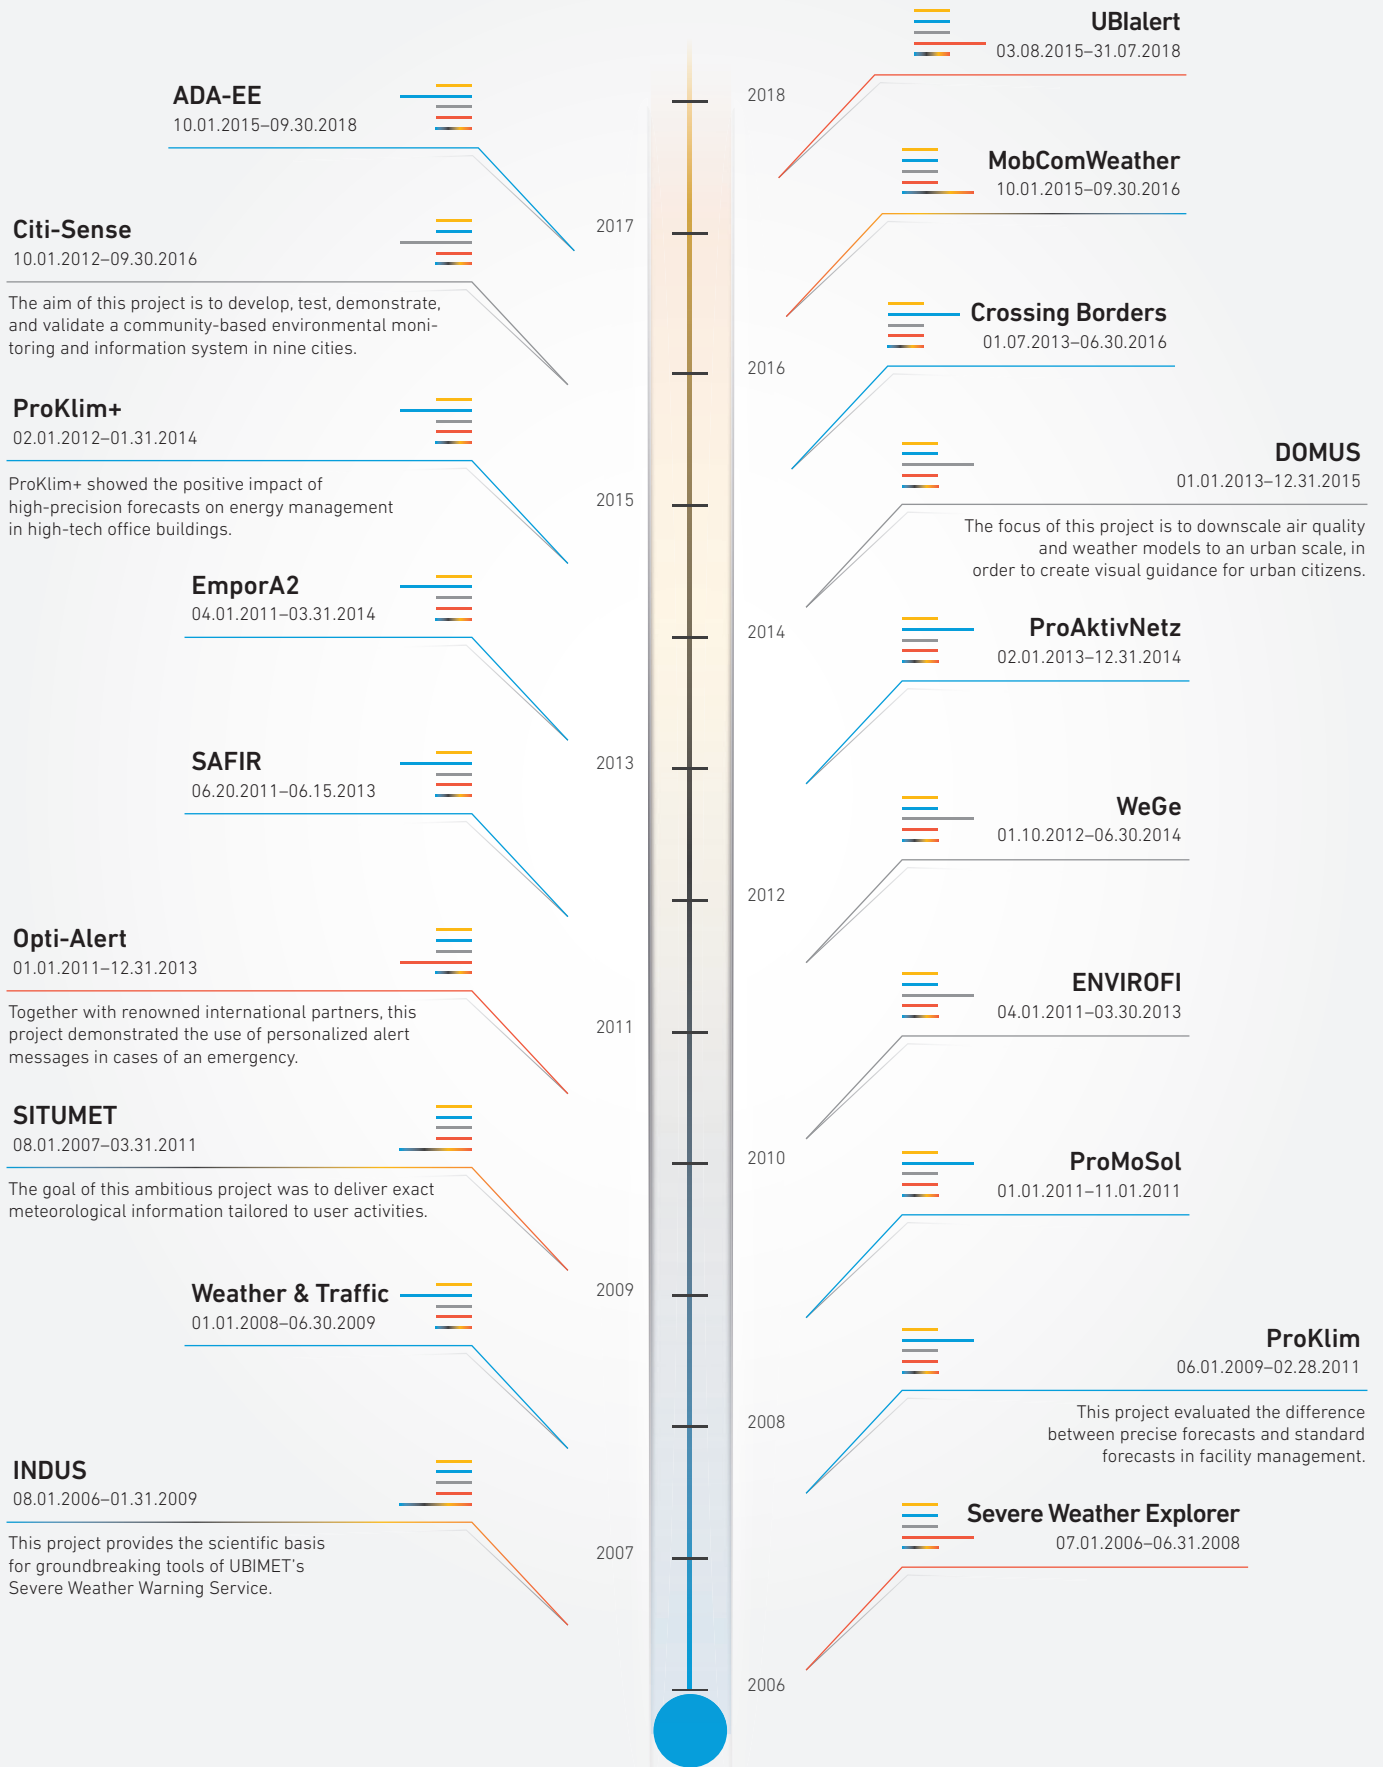 UBIalert
03.08.2015–31.07.2018
ADA-EE
10.01.2015–09.30.2018
2018
MobComWeather
10.01.2015–09.30.2016
2017
Citi-Sense
10.01.2012–09.30.2016
The aim of this project is to develop, test, demonstrate,
and validate a community-based environmental moni-
toring and information system in nine cities.
Crossing Borders
01.07.2013–06.30.2016
2016
ProKlim+
02.01.2012–01.31.2014
ProKlim+ showed the positive impact of
high-precision forecasts on energy management
in high-tech office buildings.
DOMUS
01.01.2013–12.31.2015
The focus of this project is to downscale air quality
and weather models to an urban scale, in
order to create visual guidance for urban citizens.
2015
EmporA2
04.01.2011–03.31.2014
2014
ProAktivNetz
02.01.2013–12.31.2014
SAFIR
06.20.2011–06.15.2013
2013
WeGe
01.10.2012–06.30.2014
2012
Opti-Alert
01.01.2011–12.31.2013
Together with renowned international partners, this
project demonstrated the use of personalized alert
messages in cases of an emergency.
ENVIROFI
04.01.2011–03.30.2013
2011
SITUMET
08.01.2007–03.31.2011
The goal of this ambitious project was to deliver exact
meteorological information tailored to user activities.
2010
ProMoSol
01.01.2011–11.01.2011
Weather & Traffic
01.01.2008–06.30.2009
2009
ProKlim
06.01.2009–02.28.2011
This project evaluated the difference
between precise forecasts and standard
forecasts in facility management.
2008
INDUS
08.01.2006–01.31.2009
This project provides the scientific basis
for groundbreaking tools of UBIMET's
Severe Weather Warning Service.
Severe Weather Explorer
07.01.2006–06.31.2008
2007
2006